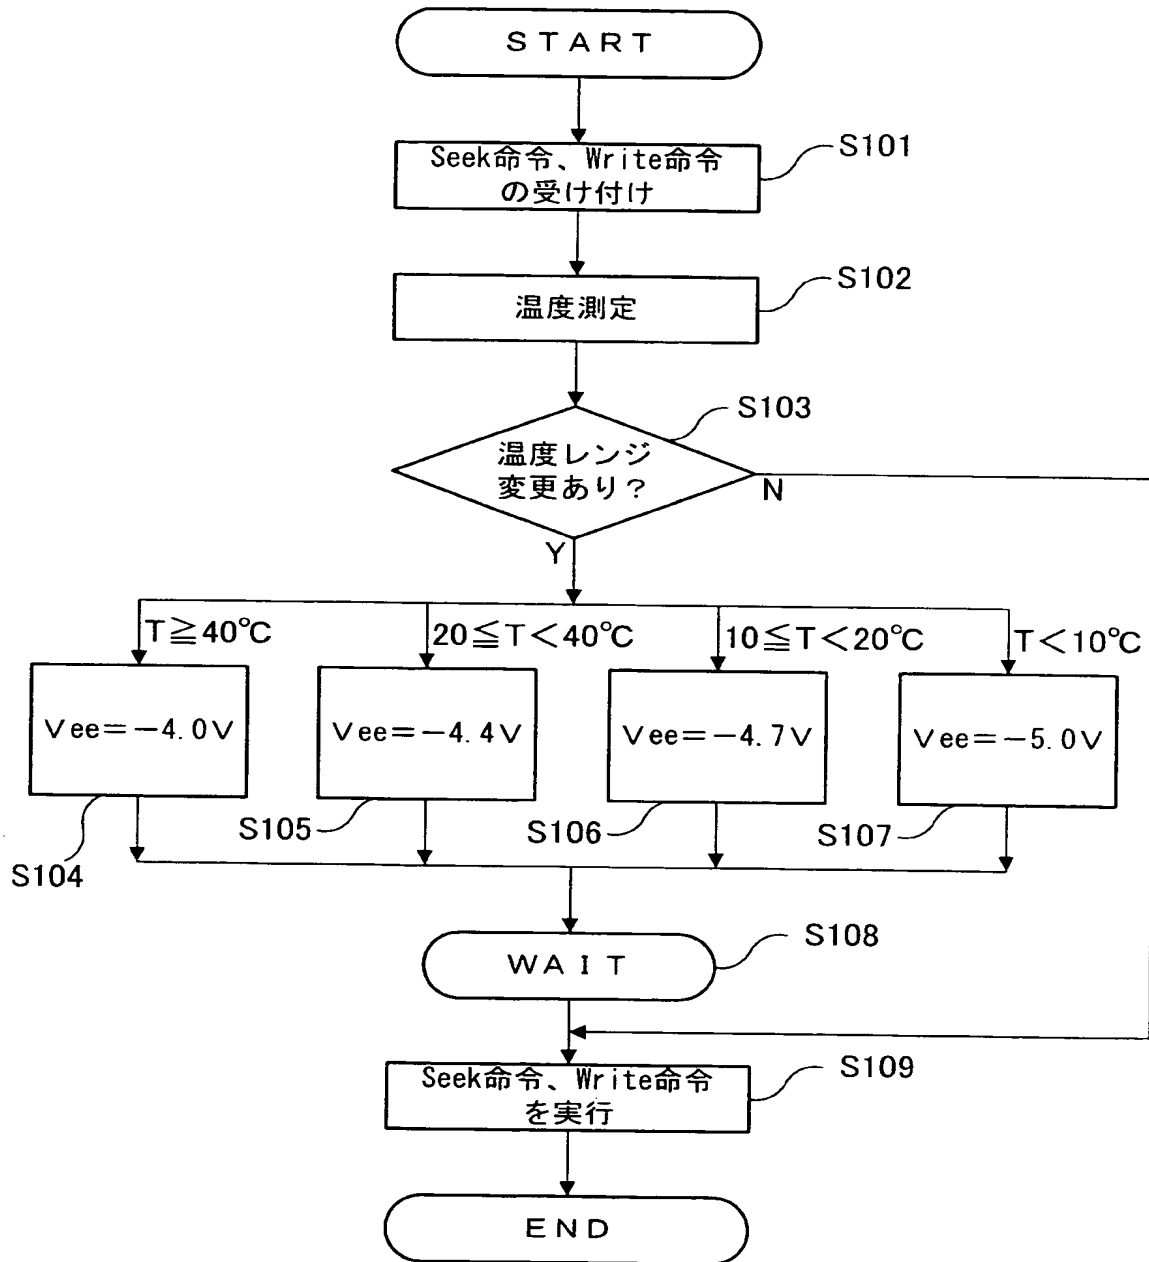 START
S101
Seek命令、Write命令
の受け付け
S102
温度測定
S103
温度レンジ
変更あり？
N
Y
T≧40℃
20≦T＜40℃
10≦T＜20℃
T＜10℃
Vee＝−4.0V
Vee＝−4.4V
Vee＝−4.7V
Vee＝−5.0V
S104
S105
S106
S107
S108
WAIT
S109
Seek命令、Write命令
を実行
END